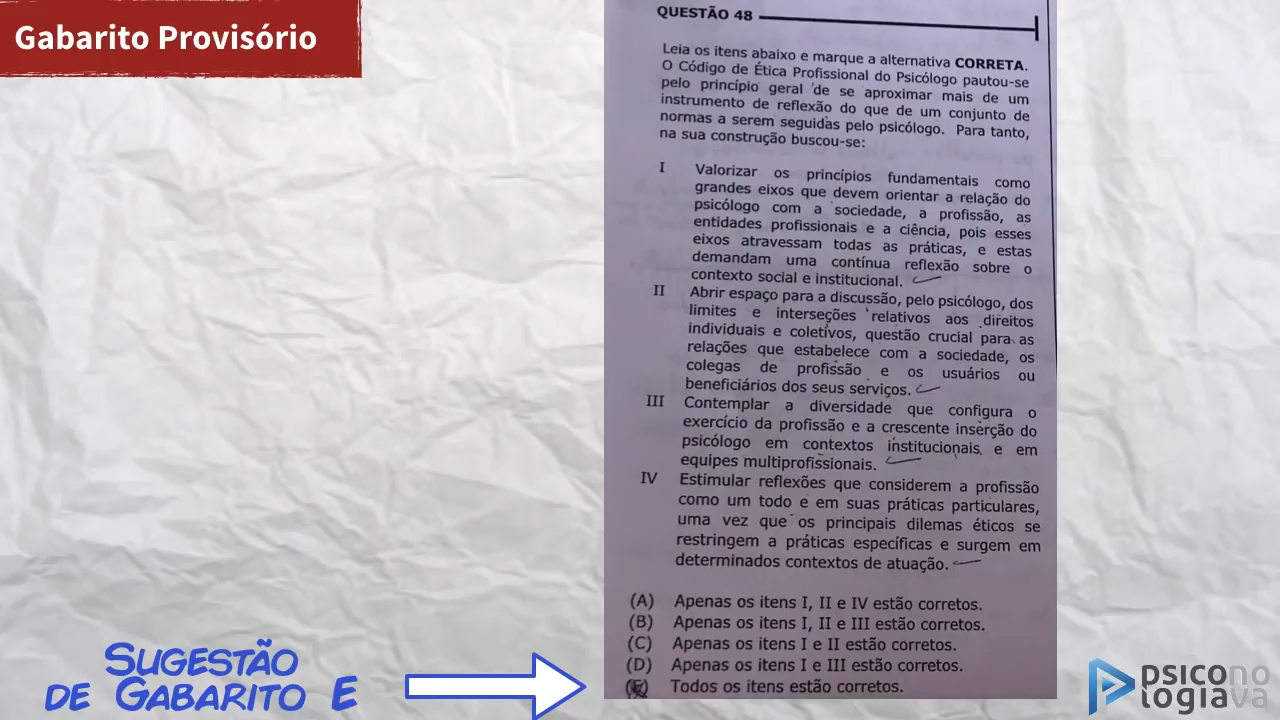 Gabarito Provisório
QUESTÃO 48
Leia os itens abaixo e marque a alternativa CORRETA.
O Código de Ética Profissional do Psicólogo pautou-se
pelo princípio geral de se aproximar mais de um
instrumento de reflexão do que de um conjunto de
normas a serem seguidas pelo psicólogo. Para tanto,
na sua construção buscou-se:
I Valorizar os princípios fundamentais como
grandes eixos que devem orientar a relação do
psicólogo com a sociedade, a profissão, as
entidades profissionais e a ciência, pois esses
eixos atravessam todas as práticas, e estas
demandam uma contínua reflexão sobre o
contexto social e institucional.
II Abrir espaço para a discussão, pelo psicólogo, dos
limites e interseções relativos aos direitos
individuais e coletivos, questão crucial para as
relações que estabelece com a sociedade, os
colegas de profissão e os usuários ou
beneficiários dos seus serviços.
III Contemplar a diversidade que configura o
exercício da profissão e a crescente inserção do
psicólogo em contextos institucionais e em
equipes multiprofissionais.
IV Estimular reflexões que considerem a profissão
como um todo e em suas práticas particulares,
uma vez que os principais dilemas éticos se
restringem a práticas específicas e surgem em
determinados contextos de atuação.
(A) Apenas os itens I, II e IV estão corretos.
(B) Apenas os itens I, II e III estão corretos.
(C) Apenas os itens I e II estão corretos.
(D) Apenas os itens I e III estão corretos.
(E) Todos os itens estão corretos.
SUGESTÃO
DE GABARITO E
psicono
logiava